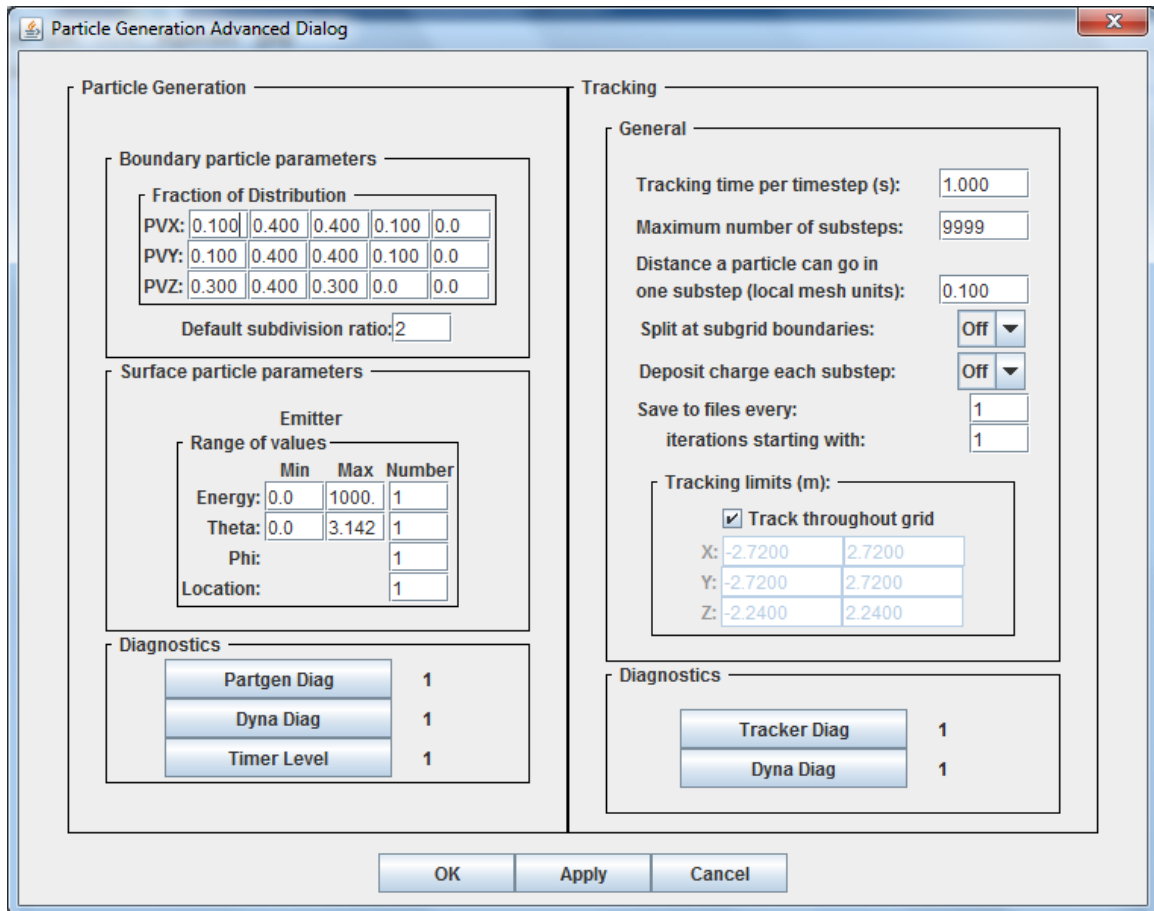 Particle Generation Advanced Dialog
Particle Generation
Boundary particle parameters
Fraction of Distribution
PVX: 0.100 0.400 0.400 0.100 0.0
PVY: 0.100 0.400 0.400 0.100 0.0
PVZ: 0.300 0.400 0.300 0.0 0.0
Default subdivision ratio: 2
Surface particle parameters
Emitter
Range of values
Min Max Number
Energy: 0.0 1000. 1
Theta: 0.0 3.142 1
Phi: 1
Location: 1
Diagnostics
Partgen Diag 1
Dyna Diag 1
Timer Level 1
Tracking
General
Tracking time per timestep (s): 1.000
Maximum number of substeps: 9999
Distance a particle can go in
one substep (local mesh units): 0.100
Split at subgrid boundaries: Off
Deposit charge each substep: Off
Save to files every: 1
iterations starting with: 1
Tracking limits (m):
Track throughout grid
X: -2.7200 2.7200
Y: -2.7200 2.7200
Z: -2.2400 2.2400
Diagnostics
Tracker Diag 1
Dyna Diag 1
OK Apply Cancel